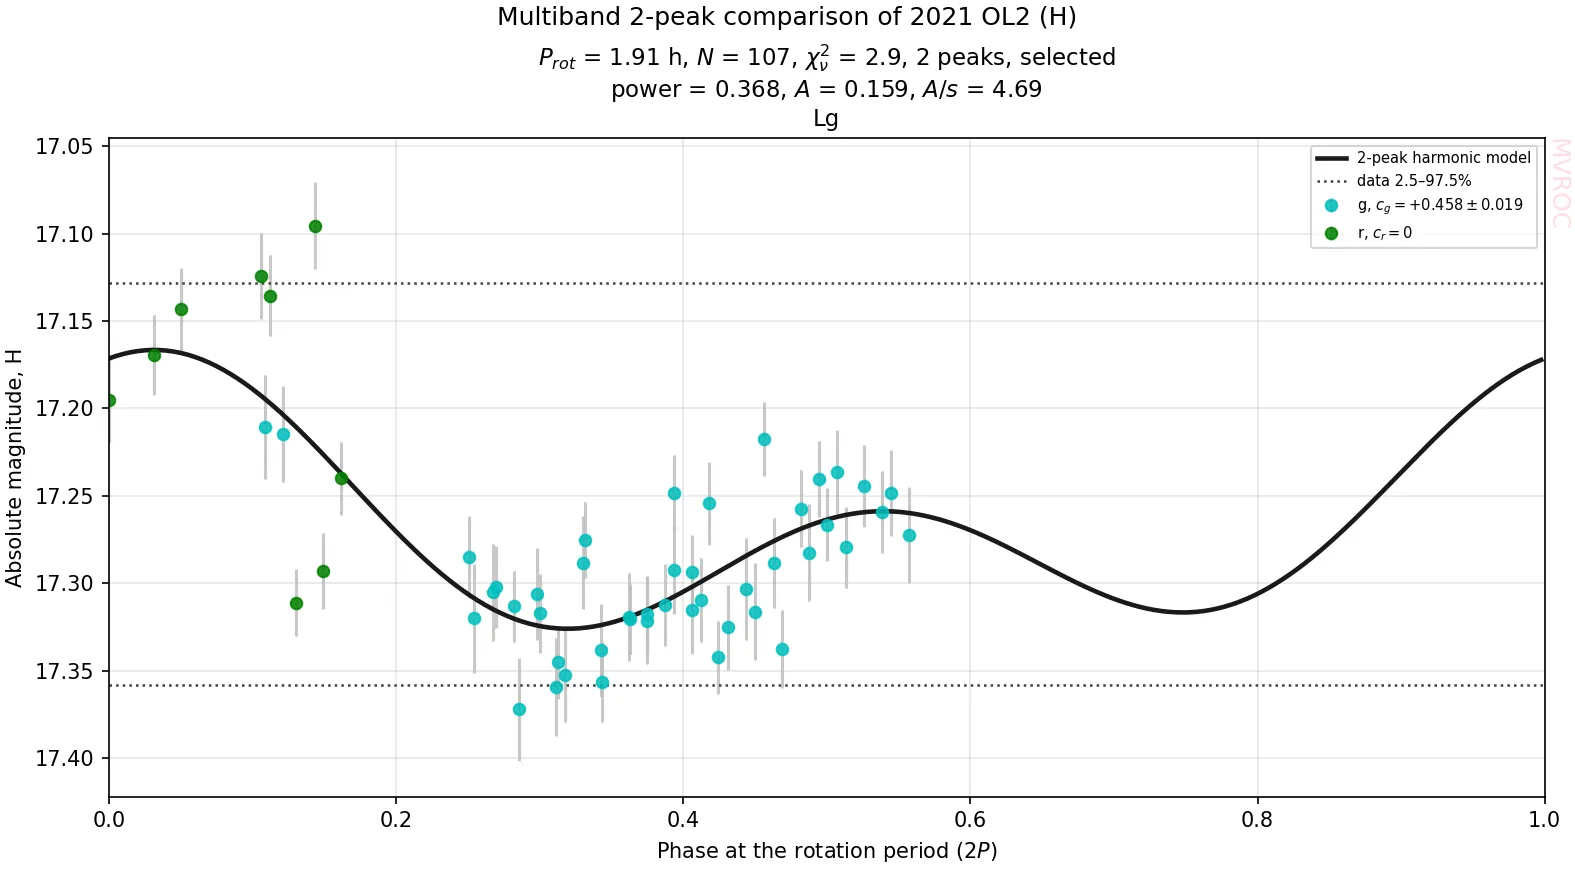 Multiband 2-peak comparison of 2021 OL2 (H)
P_rot = 1.91 h, N = 107, χ²_ν = 2.9, 2 peaks, selected
power = 0.368, A = 0.159, A/s = 4.69
Lg
2-peak harmonic model
data 2.5–97.5%
g, c_g = +0.458 ± 0.019
r, c_r = 0
MVROC
Absolute magnitude, H
17.05
17.10
17.15
17.20
17.25
17.30
17.35
17.40
0.0 0.2 0.4 0.6 0.8 1.0
Phase at the rotation period (2P)